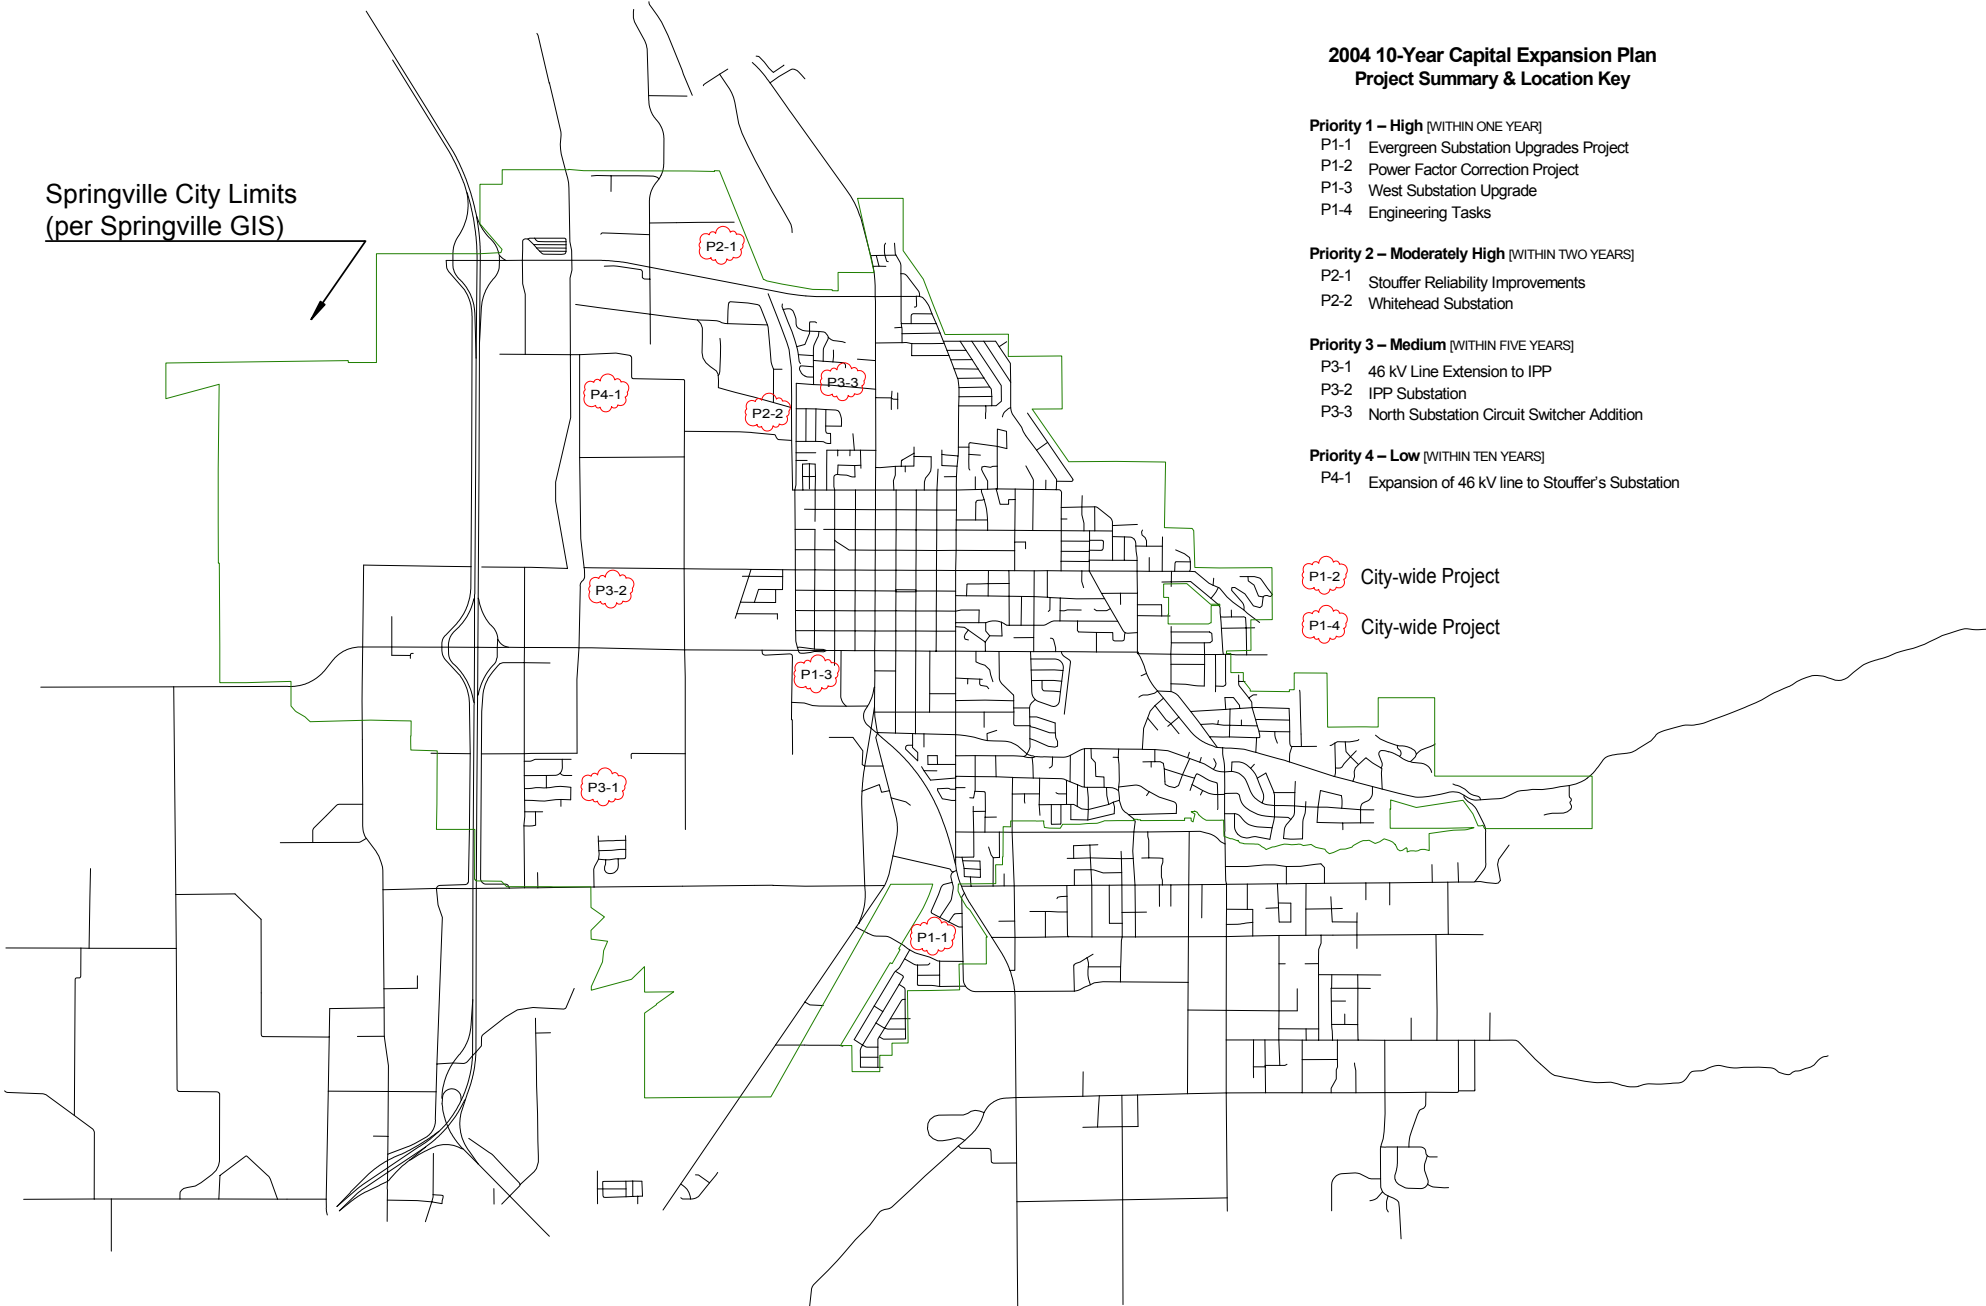 2004 10-Year Capital Expansion Plan
Project Summary & Location Key
Priority 1 – High [WITHIN ONE YEAR]
P1-1 Evergreen Substation Upgrades Project
P1-2 Power Factor Correction Project
P1-3 West Substation Upgrade
P1-4 Engineering Tasks
Priority 2 – Moderately High [WITHIN TWO YEARS]
P2-1 Stouffer Reliability Improvements
P2-2 Whitehead Substation
Priority 3 – Medium [WITHIN FIVE YEARS]
P3-1 46 kV Line Extension to IPP
P3-2 IPP Substation
P3-3 North Substation Circuit Switcher Addition
Priority 4 – Low [WITHIN TEN YEARS]
P4-1 Expansion of 46 kV line to Stouffer's Substation
P1-2 City-wide Project
P1-4 City-wide Project
Springville City Limits
(per Springville GIS)
P2-1
P3-3
P4-1
P2-2
P3-2
P1-3
P3-1
P1-1